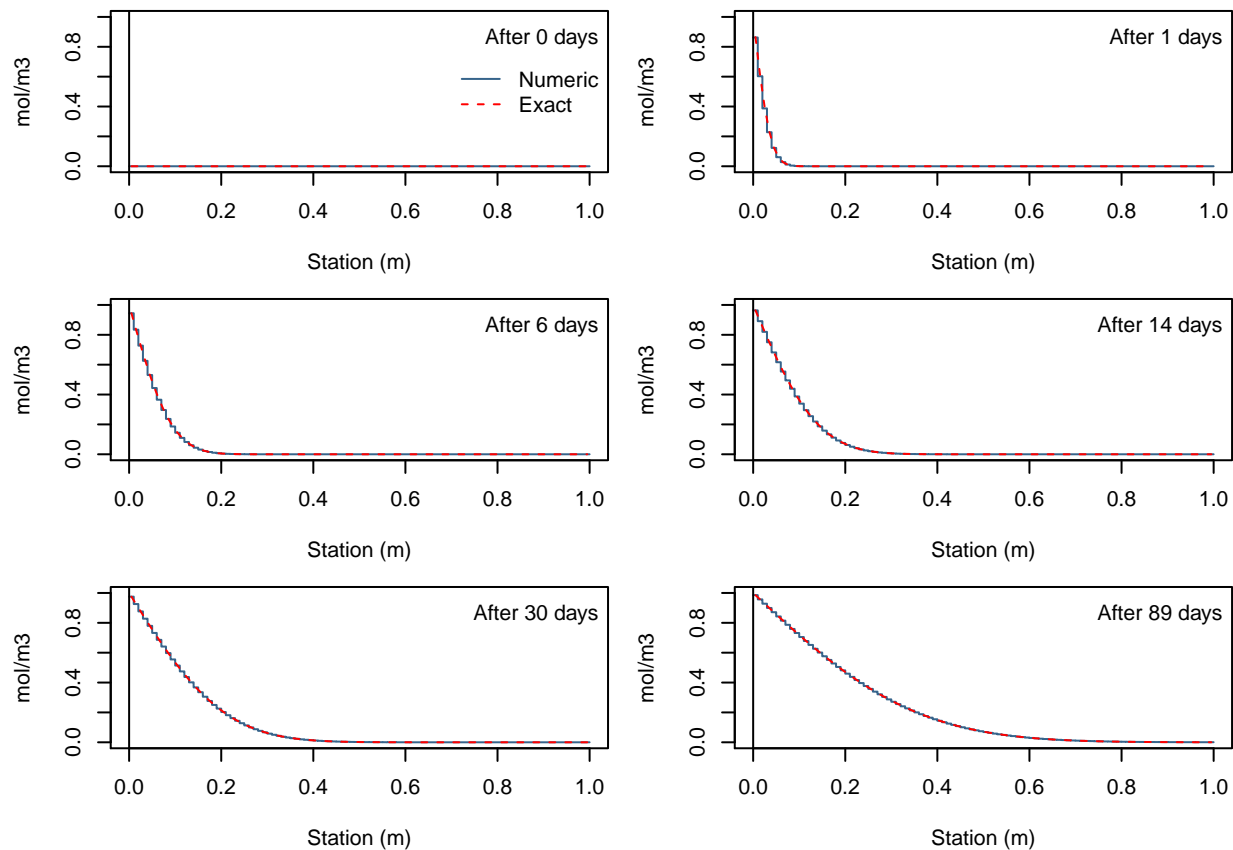 After 0 days
Numeric
Exact
mol/m3
0.0 0.4 0.8
0.0 0.2 0.4 0.6 0.8 1.0
Station (m)
After 1 days
mol/m3
0.0 0.4 0.8
0.0 0.2 0.4 0.6 0.8 1.0
Station (m)
After 6 days
mol/m3
0.0 0.4 0.8
0.0 0.2 0.4 0.6 0.8 1.0
Station (m)
After 14 days
mol/m3
0.0 0.4 0.8
0.0 0.2 0.4 0.6 0.8 1.0
Station (m)
After 30 days
mol/m3
0.0 0.4 0.8
0.0 0.2 0.4 0.6 0.8 1.0
Station (m)
After 89 days
mol/m3
0.0 0.4 0.8
0.0 0.2 0.4 0.6 0.8 1.0
Station (m)